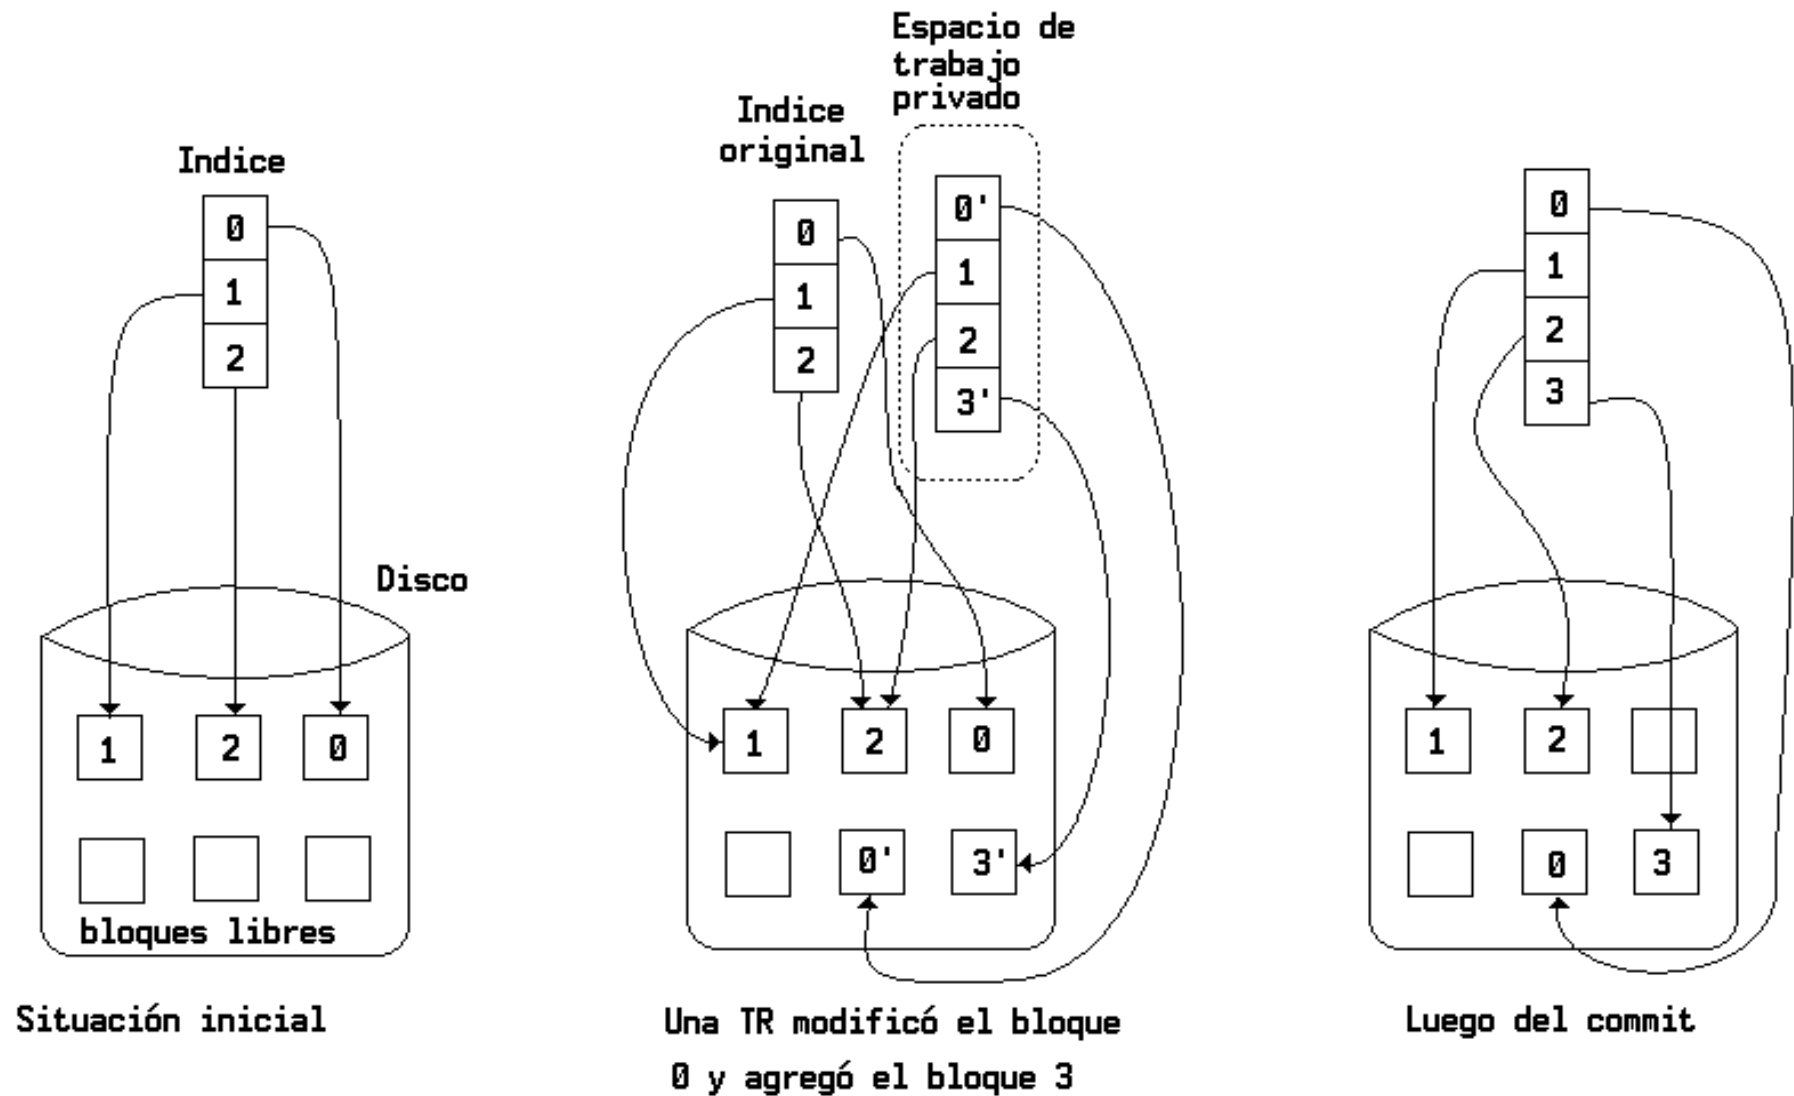 Indice
0
1
2
Disco
1
2
0
bloques libres
Situación inicial
Indice
original
0
1
2
Espacio de
trabajo
privado
0'
1
2
3'
1
2
0
0'
3'
Una TR modificó el bloque
0 y agregó el bloque 3
0
1
2
3
1
2
0
3
Luego del commit